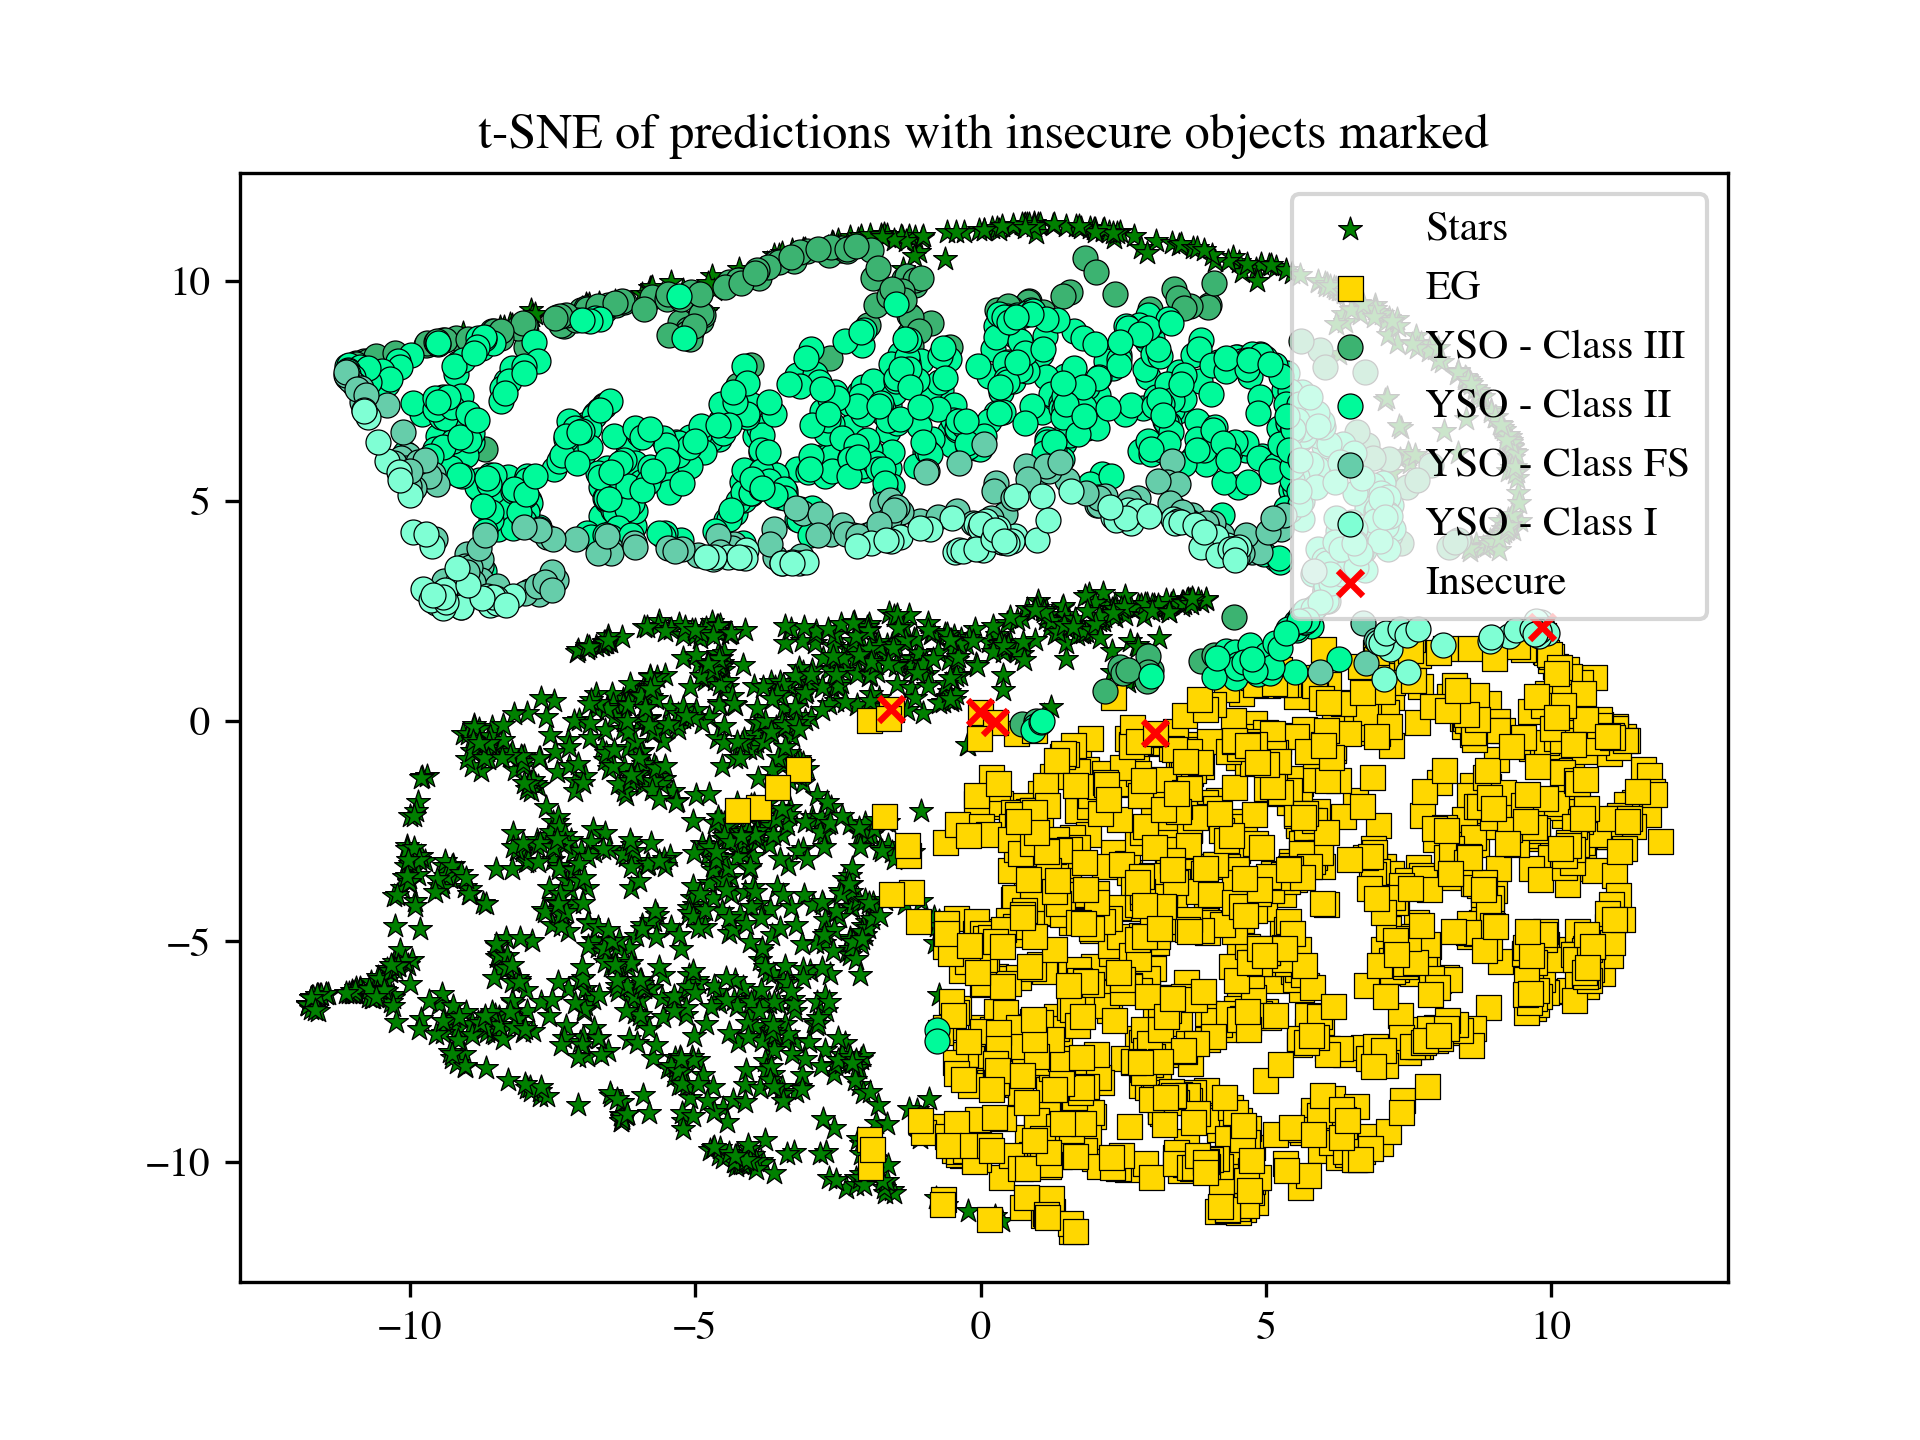 t-SNE of predictions with insecure objects marked
Stars
EG
YSO - Class III
YSO - Class II
YSO - Class FS
YSO - Class I
Insecure
10
5
0
−5
−10
−10
−5
0
5
10